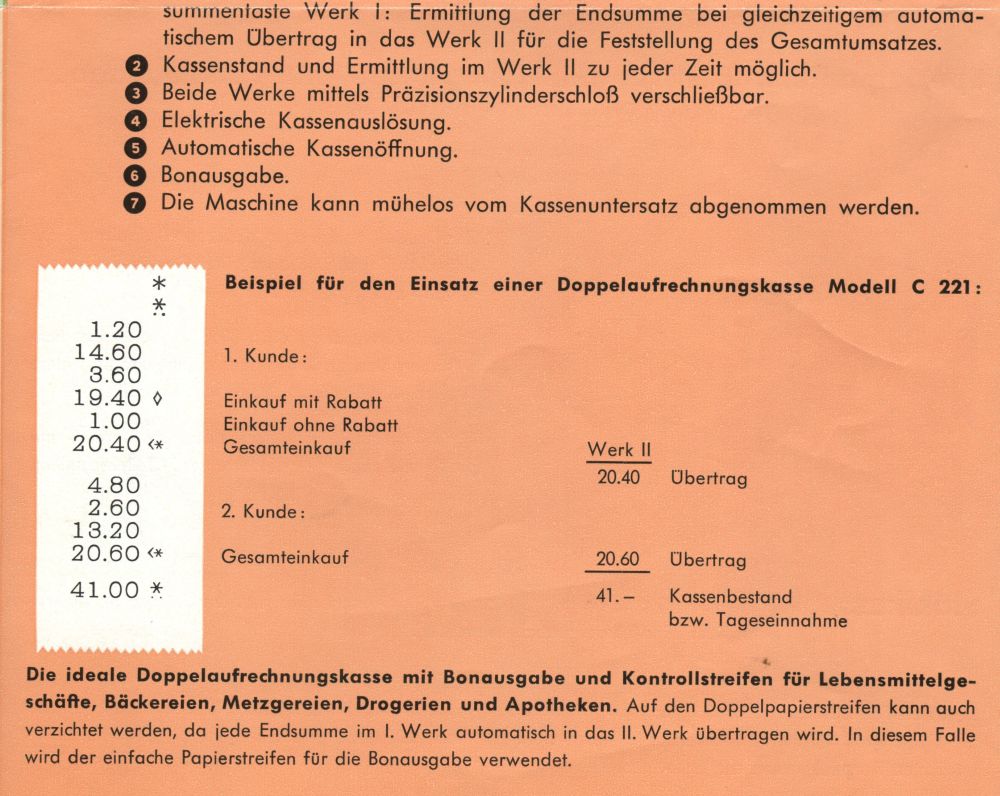 summentaste Werk I: Ermittlung der Endsumme bei gleichzeitigem automa-
tischem Übertrag in das Werk II für die Feststellung des Gesamtumsatzes.
2 Kassenstand und Ermittlung im Werk II zu jeder Zeit möglich.
3 Beide Werke mittels Präzisionszylinderschloß verschließbar.
4 Elektrische Kassenauslösung.
5 Automatische Kassenöffnung.
6 Bonausgabe.
7 Die Maschine kann mühelos vom Kassenuntersatz abgenommen werden.
Beispiel für den Einsatz einer Doppelaufrechnungskasse Modell C 221:
*
*
1.20
14.60 1. Kunde:
3.60
19.40 ◊ Einkauf mit Rabatt
1.00 Einkauf ohne Rabatt
20.40 <* Gesamteinkauf Werk II
20.40 Übertrag
4.80
2.60 2. Kunde:
13.20
20.60 <* Gesamteinkauf 20.60 Übertrag
41.00 * 41.– Kassenbestand
bzw. Tageseinnahme
Die ideale Doppelaufrechnungskasse mit Bonausgabe und Kontrollstreifen für Lebensmittelge-
schäfte, Bäckereien, Metzgereien, Drogerien und Apotheken. Auf den Doppelpapierstreifen kann auch
verzichtet werden, da jede Endsumme im I. Werk automatisch in das II. Werk übertragen wird. In diesem Falle
wird der einfache Papierstreifen für die Bonausgabe verwendet.